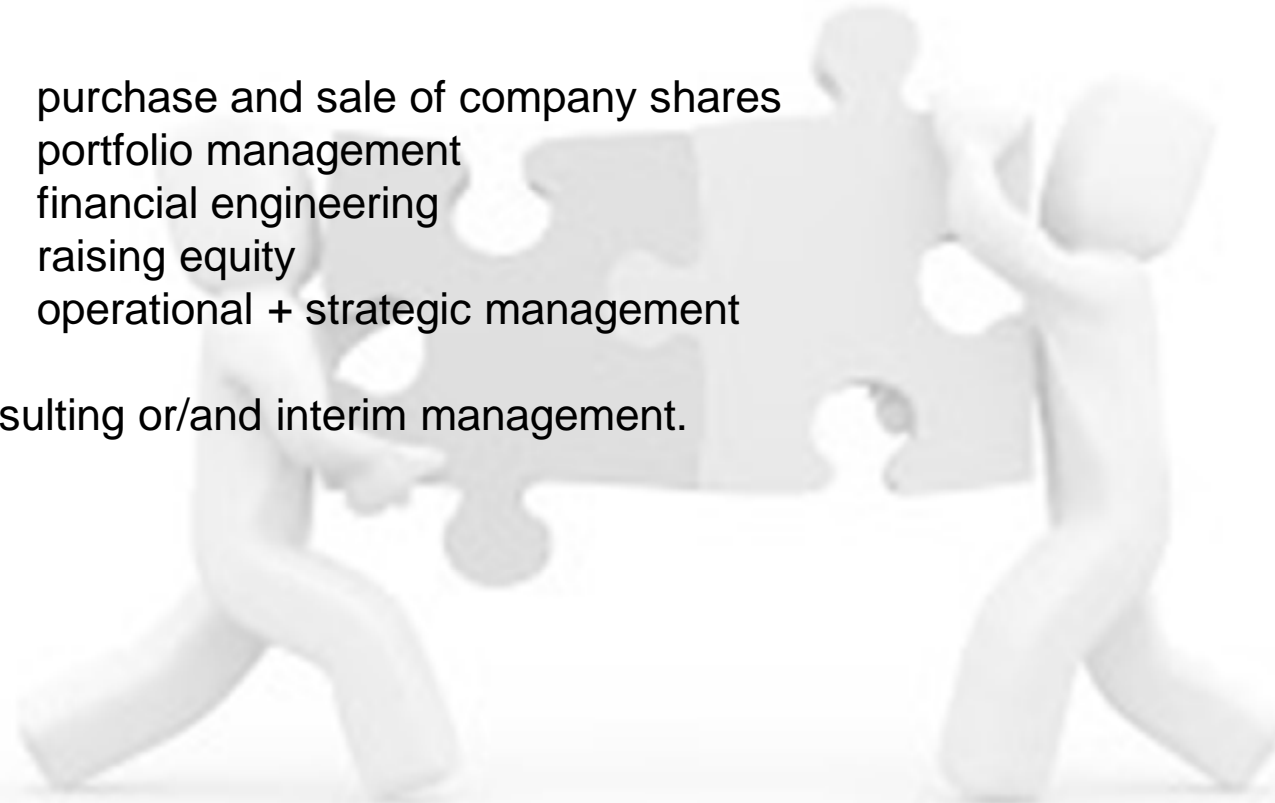 purchase and sale of company shares
portfolio management
financial engineering
raising equity
operational + strategic management
sulting or/and interim management.